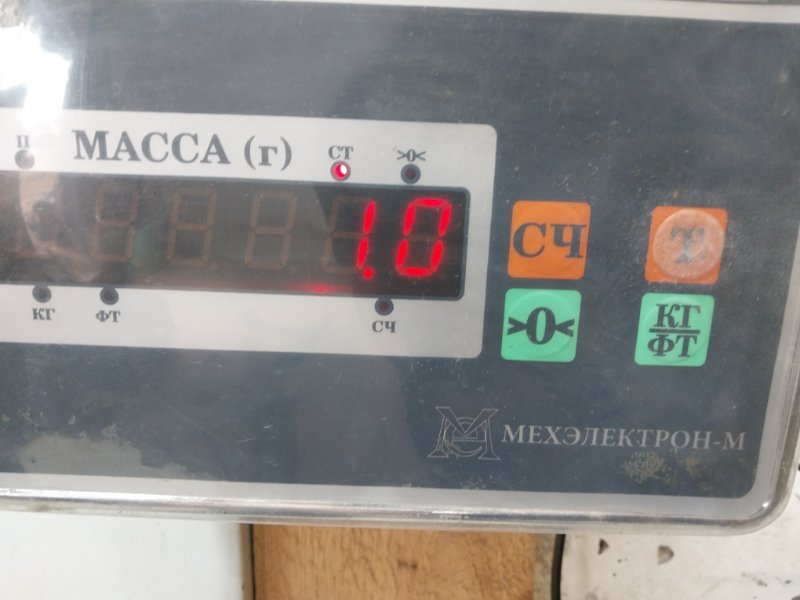 П МАССА (г) СТ >0<
1.0
КГ ФТ СЧ
СЧ Т
>0< КГ/ФТ
МЕХЭЛЕКТРОН-М